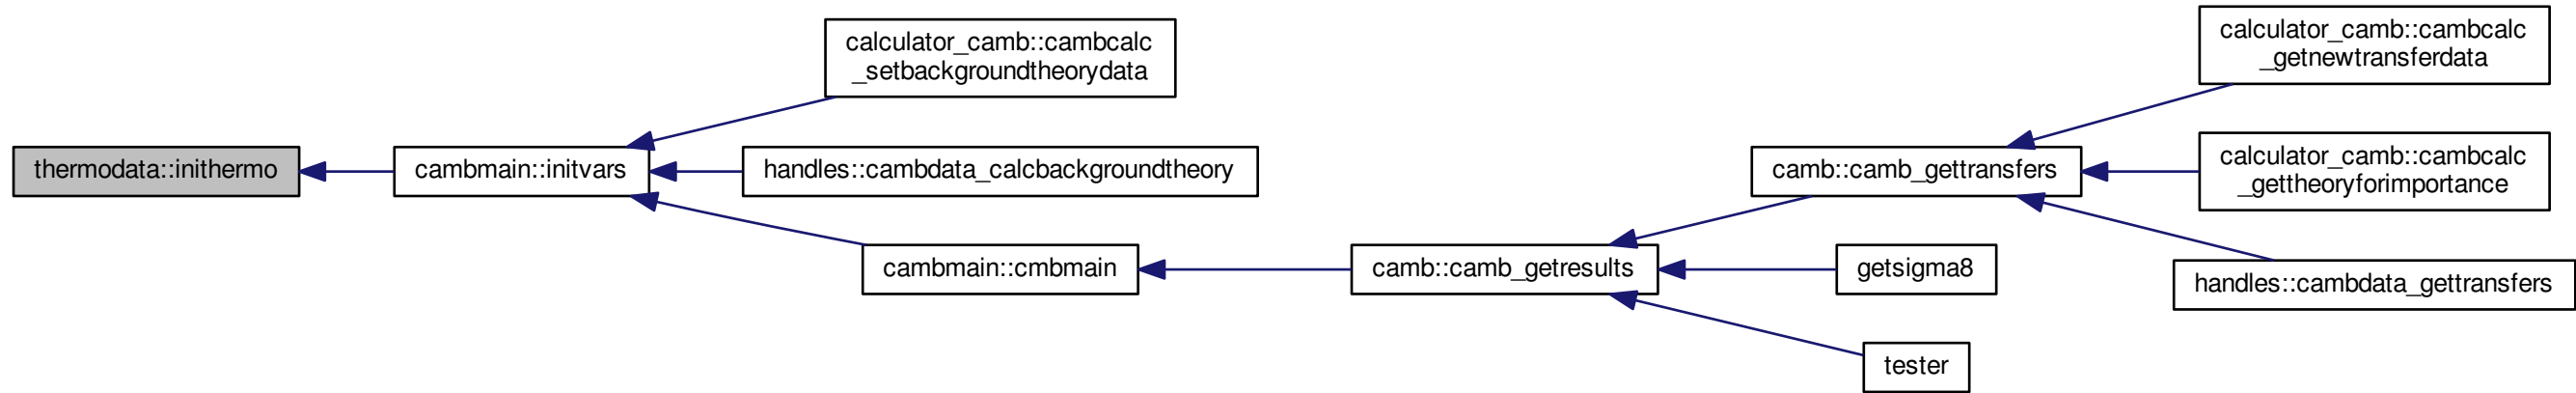 thermodata::inithermo
cambmain::initvars
calculator_camb::cambcalc
_setbackgroundtheorydata
handles::cambdata_calcbackgroundtheory
cambmain::cmbmain
camb::camb_getresults
camb::camb_gettransfers
getsigma8
tester
calculator_camb::cambcalc
_getnewtransferdata
calculator_camb::cambcalc
_gettheoryforimportance
handles::cambdata_gettransfers